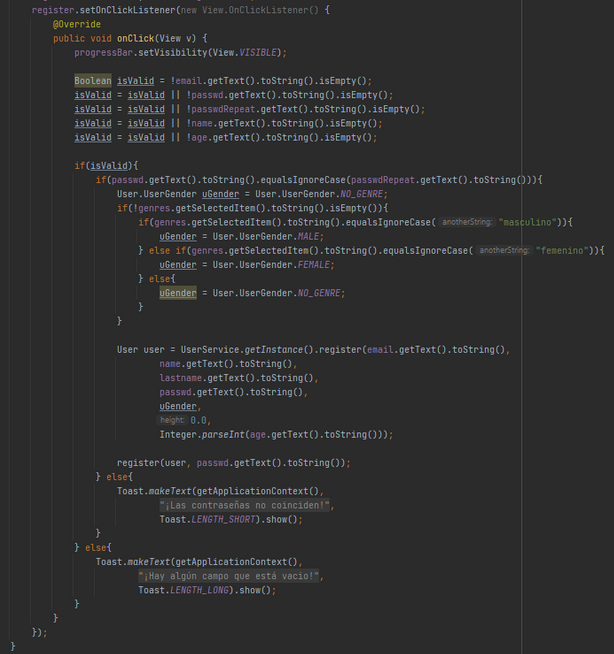 register.setOnClickListener(new View.OnClickListener() {
@Override
public void onClick(View v) {
progressBar.setVisibility(View.VISIBLE);
Boolean isValid = !email.getText().toString().isEmpty();
isValid = isValid || !passwd.getText().toString().isEmpty();
isValid = isValid || !passwdRepeat.getText().toString().isEmpty();
isValid = isValid || !name.getText().toString().isEmpty();
isValid = isValid || !age.getText().toString().isEmpty();
if(isValid){
if(passwd.getText().toString().equalsIgnoreCase(passwdRepeat.getText().toString())){
User.UserGender uGender = User.UserGender.NO_GENRE;
if(!genres.getSelectedItem().toString().isEmpty()){
if(genres.getSelectedItem().toString().equalsIgnoreCase( anotherString: "masculino")){
uGender = User.UserGender.MALE;
} else if(genres.getSelectedItem().toString().equalsIgnoreCase( anotherString: "femenino")){
uGender = User.UserGender.FEMALE;
} else{
uGender = User.UserGender.NO_GENRE;
}
}
User user = UserService.getInstance().register(email.getText().toString(),
name.getText().toString(),
lastname.getText().toString(),
passwd.getText().toString(),
uGender,
height: 0.0,
Integer.parseInt(age.getText().toString()));
register(user, passwd.getText().toString());
} else{
Toast.makeText(getApplicationContext(),
"¡Las contraseñas no coinciden!",
Toast.LENGTH_SHORT).show();
}
} else{
Toast.makeText(getApplicationContext(),
"¡Hay algún campo que está vacio!",
Toast.LENGTH_LONG).show();
}
}
});
}